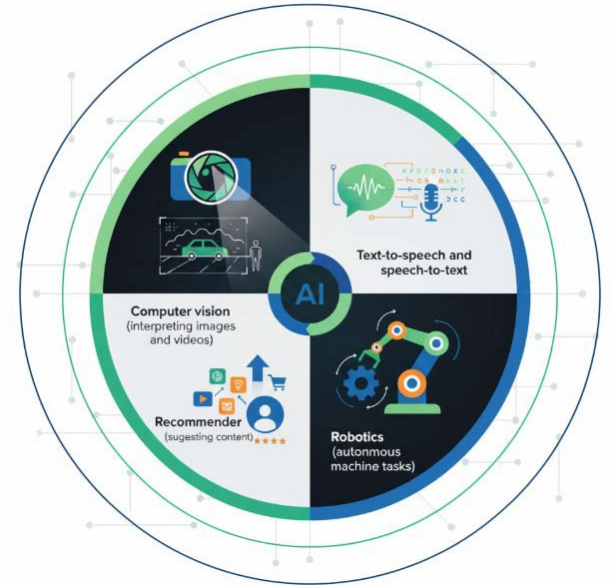 Text-to-speech and
speech-to-text
AI
Computer vision
(interpreting images
and videos)
Recommender
(sugesting content)
Robotics
(autonmous
machine tasks)